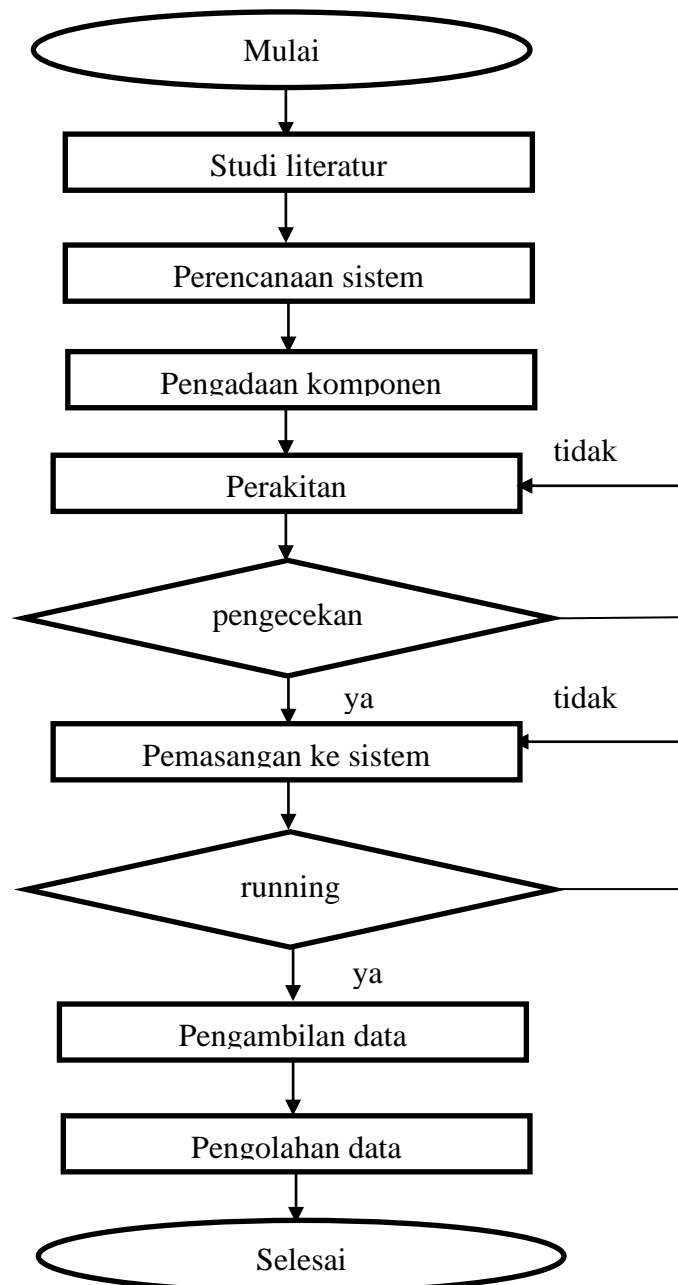 Mulai
Studi literatur
Perencanaan sistem
Pengadaan komponen
tidak
Perakitan
pengecekan
ya
tidak
Pemasangan ke sistem
running
ya
Pengambilan data
Pengolahan data
Selesai